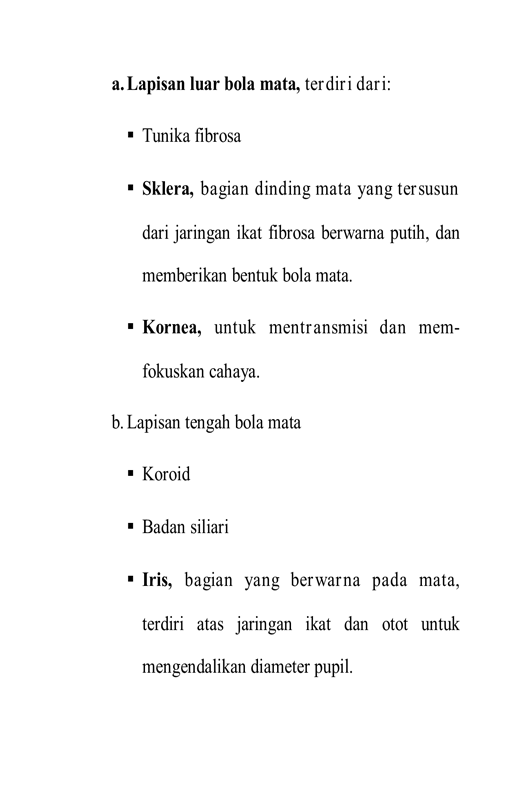 a. Lapisan luar bola mata, terdiri dari:
▪ Tunika fibrosa
▪ Sklera, bagian dinding mata yang tersusun
dari jaringan ikat fibrosa berwarna putih, dan
memberikan bentuk bola mata.
▪ Kornea, untuk mentransmisi dan mem-
fokuskan cahaya.
b. Lapisan tengah bola mata
▪ Koroid
▪ Badan siliari
▪ Iris, bagian yang berwarna pada mata,
terdiri atas jaringan ikat dan otot untuk
mengendalikan diameter pupil.